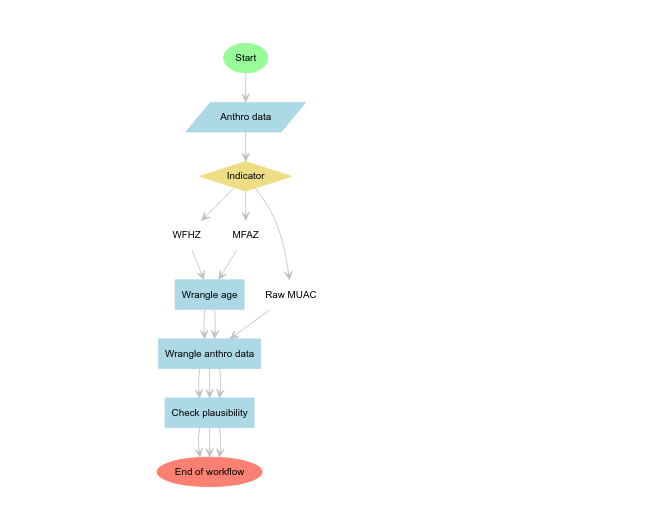 Start
Anthro data
Indicator
WFHZ
MFAZ
Wrangle age
Raw MUAC
Wrangle anthro data
Check plausibility
End of workflow